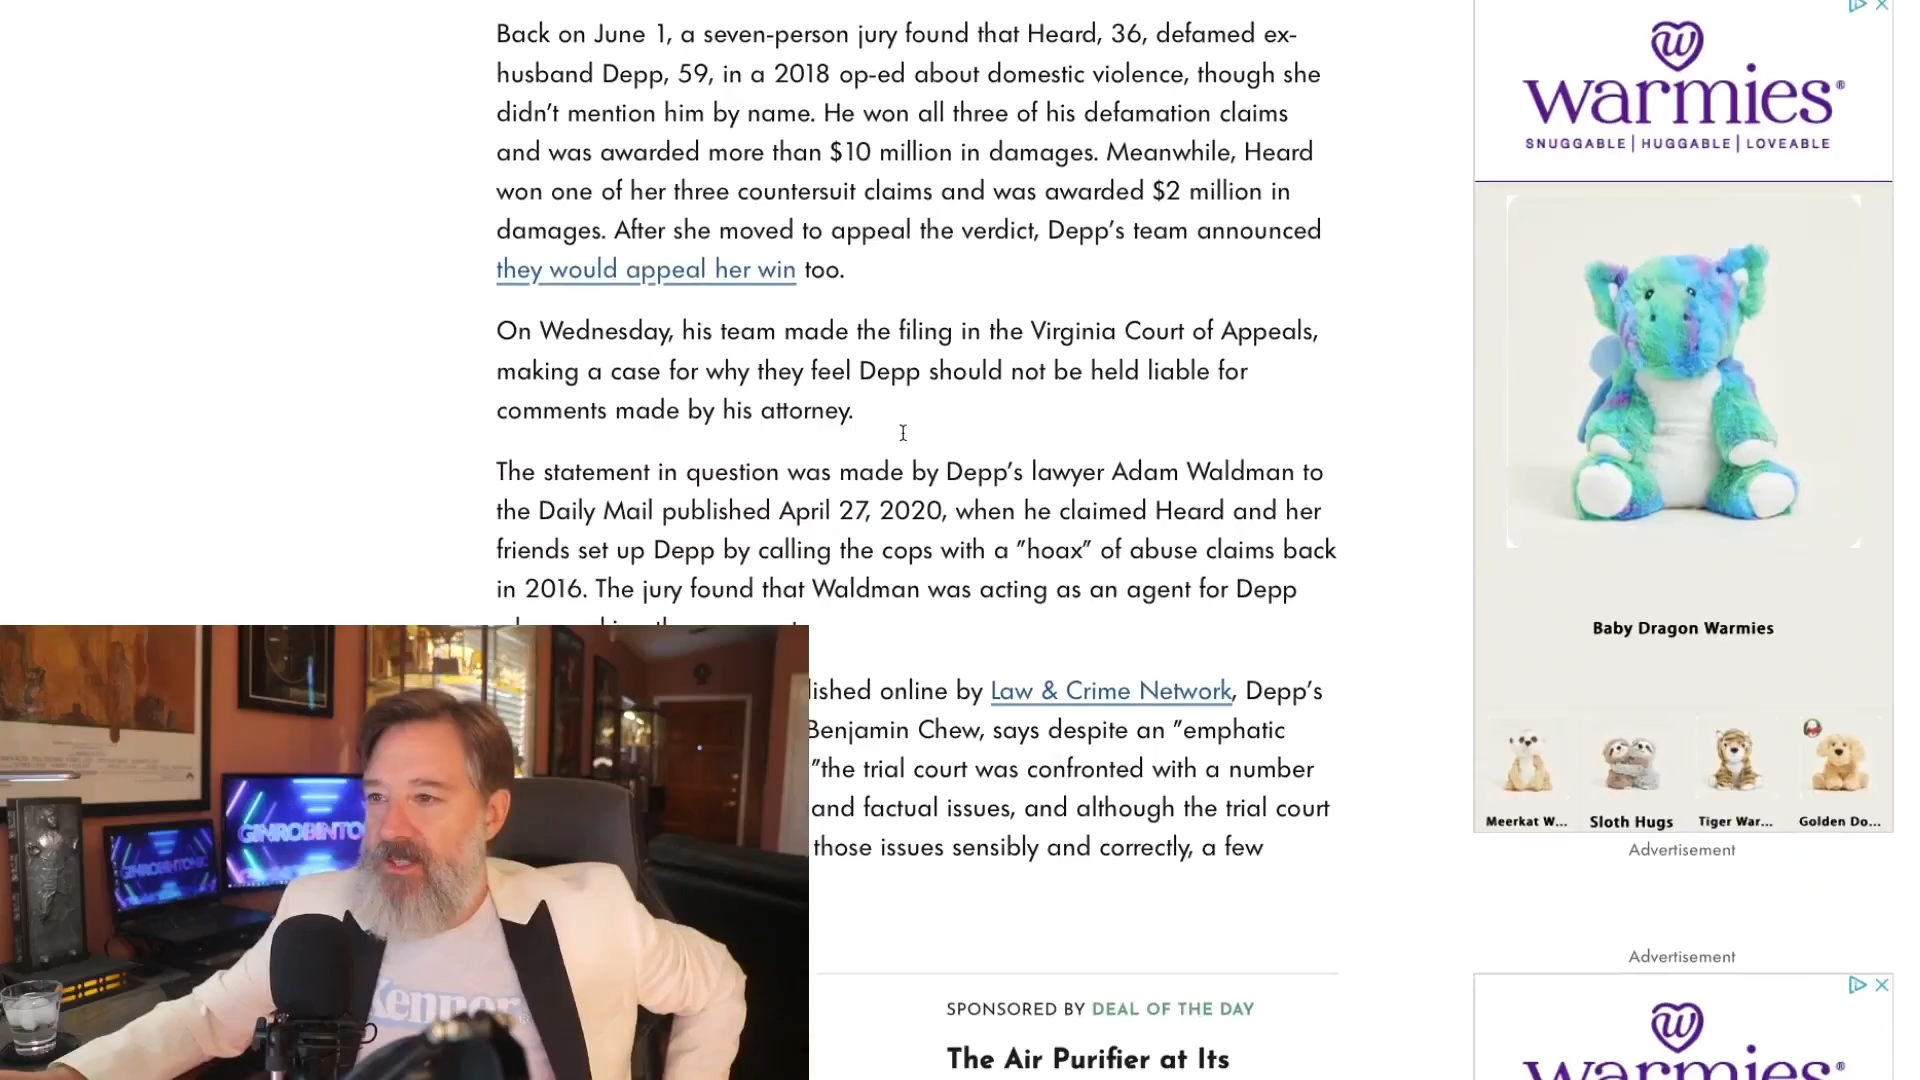 Back on June 1, a seven-person jury found that Heard, 36, defamed ex-
husband Depp, 59, in a 2018 op-ed about domestic violence, though she
didn't mention him by name. He won all three of his defamation claims
and was awarded more than $10 million in damages. Meanwhile, Heard
won one of her three countersuit claims and was awarded $2 million in
damages. After she moved to appeal the verdict, Depp's team announced
they would appeal her win too.
On Wednesday, his team made the filing in the Virginia Court of Appeals,
making a case for why they feel Depp should not be held liable for
comments made by his attorney.
The statement in question was made by Depp's lawyer Adam Waldman to
the Daily Mail published April 27, 2020, when he claimed Heard and her
friends set up Depp by calling the cops with a "hoax" of abuse claims back
in 2016. The jury found that Waldman was acting as an agent for Depp
lished online by Law & Crime Network, Depp's
Benjamin Chew, says despite an "emphatic
"the trial court was confronted with a number
and factual issues, and although the trial court
those issues sensibly and correctly, a few
SPONSORED BY DEAL OF THE DAY
The Air Purifier at Its
warmies®
SNUGGABLE | HUGGABLE | LOVEABLE
Baby Dragon Warmies
Meerkat W...
Sloth Hugs
Tiger War...
Golden Do...
Advertisement
Advertisement
warmies®
GINROBINTO
GINROBINTONIC
Kenner